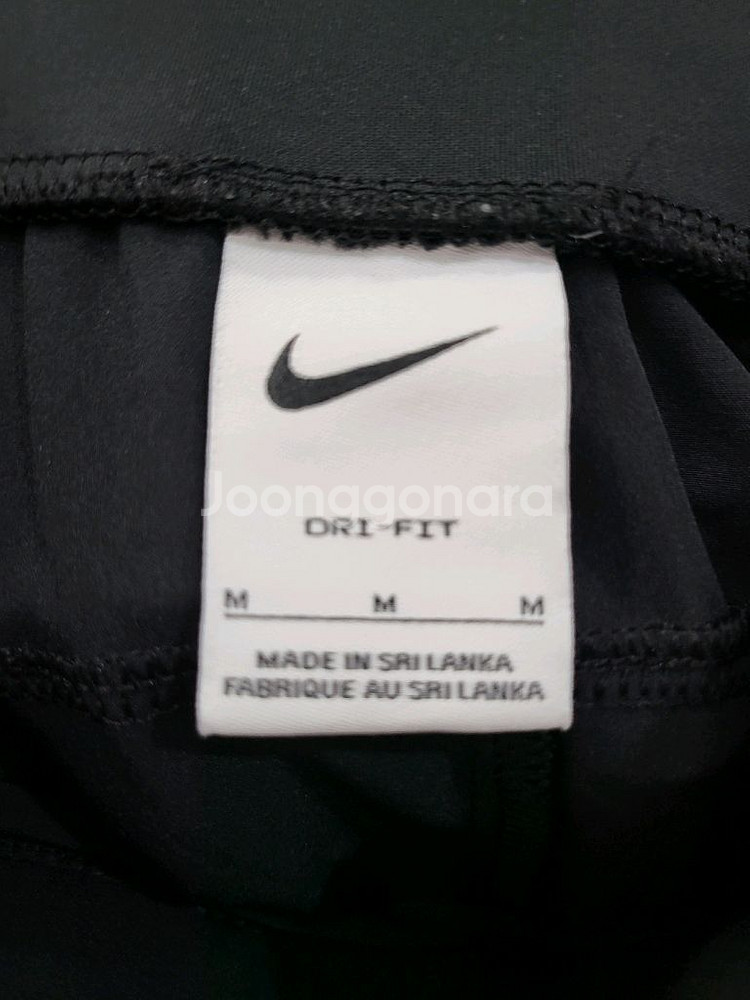 Joonggonara
DRI-FIT
M M M
MADE IN SRI LANKA
FABRIQUE AU SRI LANKA